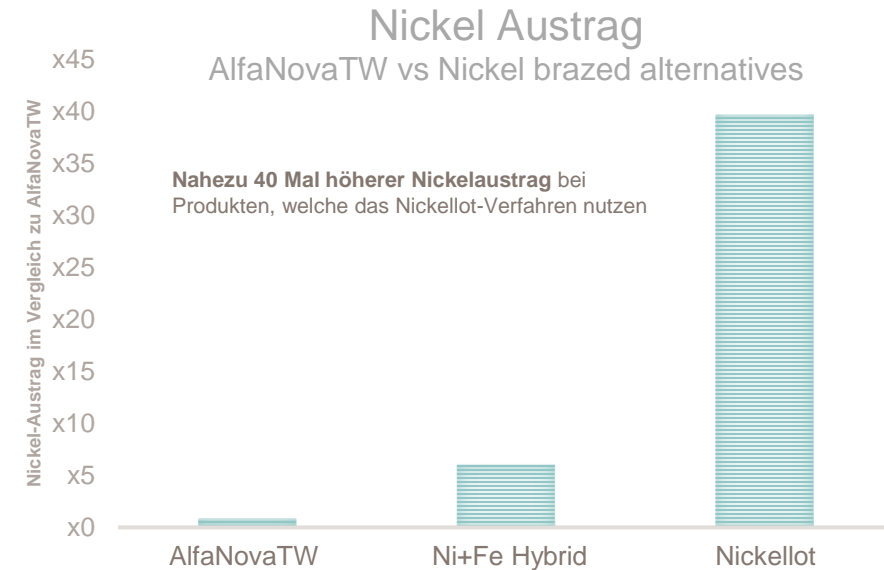 Nickel Austrag
AlfaNovaTW vs Nickel brazed alternatives
Nickel-Austrag im Vergleich zu AlfaNovaTW
x45
x40
x35
x30
x25
x20
x15
x10
x5
x0
Nahezu 40 Mal höherer Nickelaustrag bei
Produkten, welche das Nickellot-Verfahren nutzen
AlfaNovaTW
Ni+Fe Hybrid
Nickellot